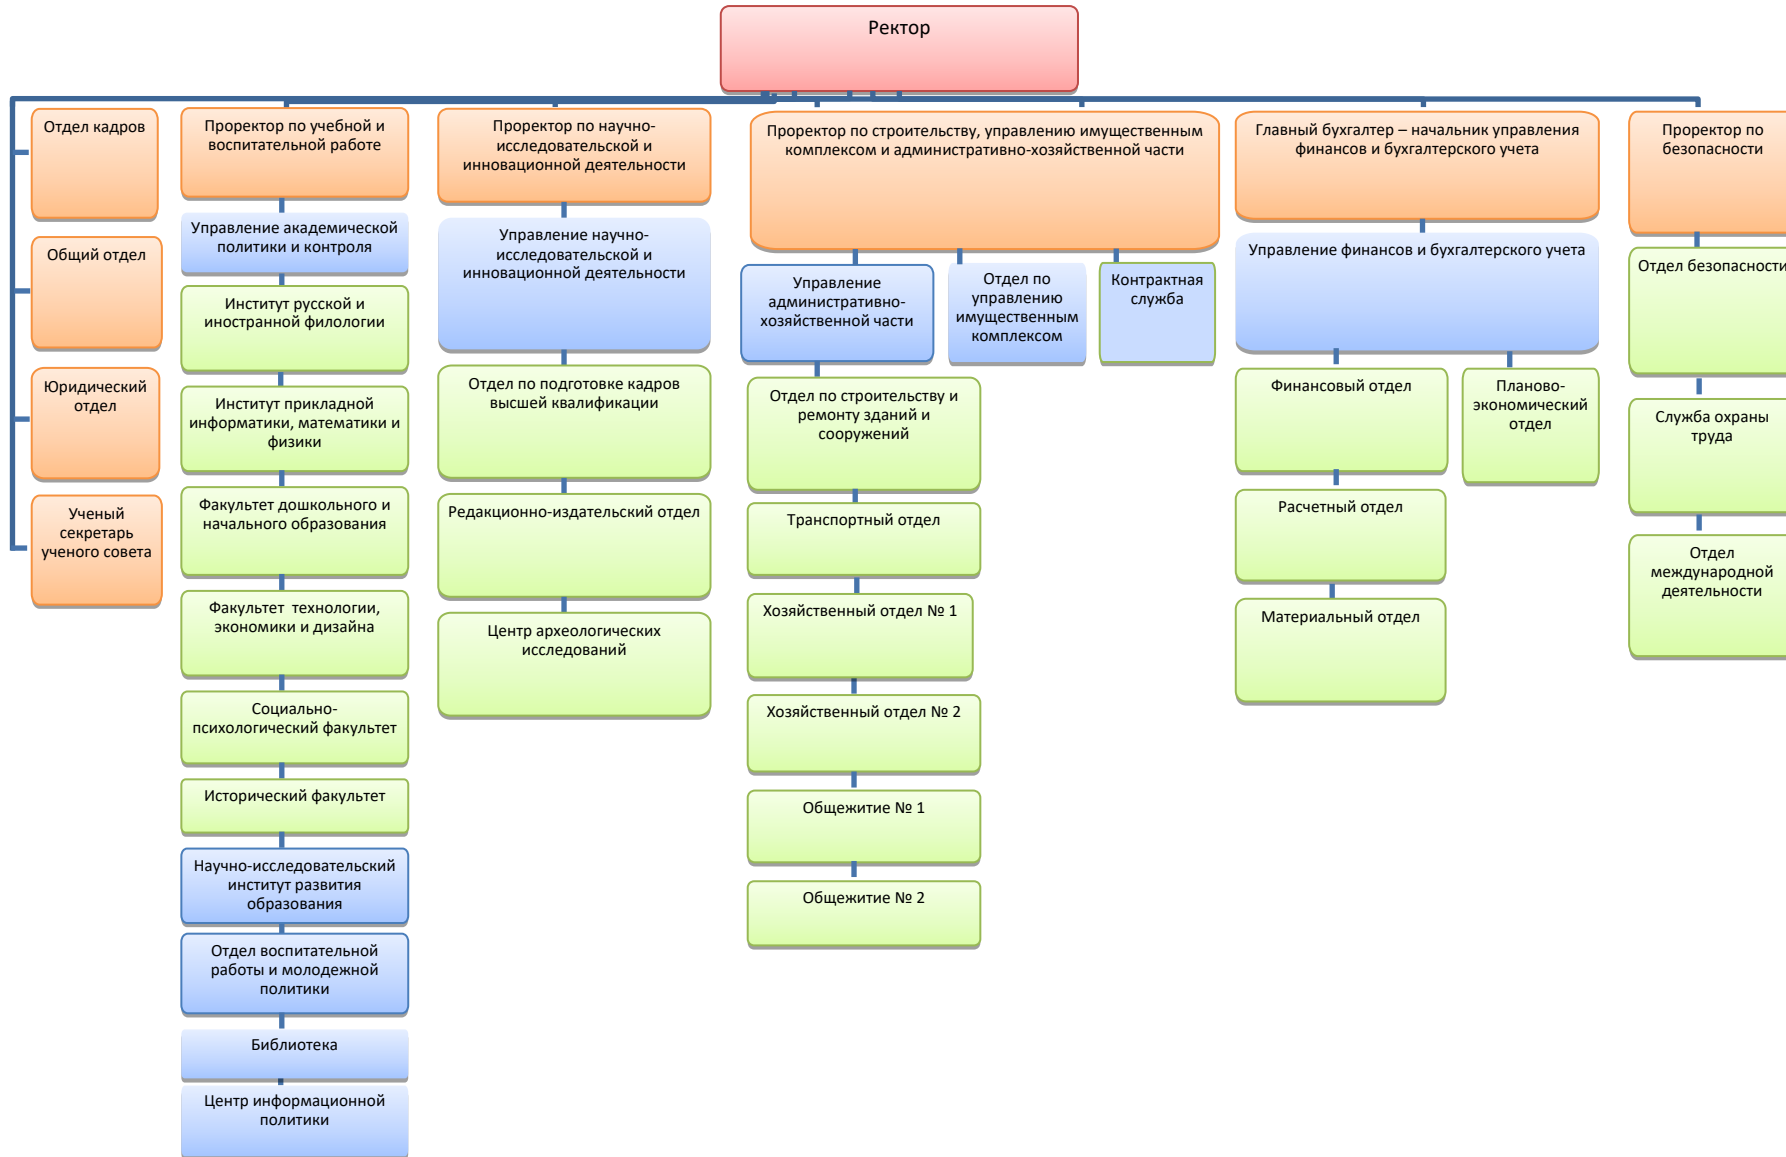 Ректор
Отдел кадров
Общий отдел
Юридический
отдел
Ученый
секретарь
ученого совета
Проректор по учебной и
воспитательной работе
Управление академической
политики и контроля
Институт русской и
иностранной филологии
Институт прикладной
информатики, математики и
физики
Факультет дошкольного и
начального образования
Факультет  технологии,
экономики и дизайна
Социально-
психологический факультет
Исторический факультет
Научно-исследовательский
институт развития
образования
Отдел воспитательной
работы и молодежной
политики
Библиотека
Центр информационной
политики
Проректор по научно-
исследовательской и
инновационной деятельности
Управление научно-
исследовательской и
инновационной деятельности
Отдел по подготовке кадров
высшей квалификации
Редакционно-издательский отдел
Центр археологических
исследований
Проректор по строительству, управлению имущественным
комплексом и административно-хозяйственной части
Управление
административно-
хозяйственной части
Отдел по
управлению
имущественным
комплексом
Контрактная
служба
Отдел по строительству и
ремонту зданий и
сооружений
Транспортный отдел
Хозяйственный отдел № 1
Хозяйственный отдел № 2
Общежитие № 1
Общежитие № 2
Главный бухгалтер – начальник управления
финансов и бухгалтерского учета
Управление финансов и бухгалтерского учета
Финансовый отдел
Планово-
экономический
отдел
Расчетный отдел
Материальный отдел
Проректор по
безопасности
Отдел безопасности
Служба охраны
труда
Отдел
международной
деятельности